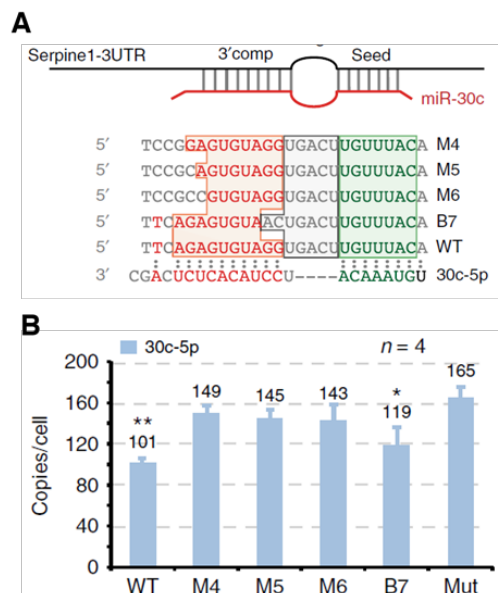 A
Serpine1-3UTR 3′comp Seed
miR-30c
5′ TCCGGAGUGUAGGUGACUUGUUUACA M4
5′ TCCGCAGUGUAGGUGACUUGUUUACA M5
5′ TCCGCCGUGUAGGUGACUUGUUUACA M6
5′ TTCAGAGUGUAACUGACUUGUUUACA B7
5′ TTCAGAGUGUAGGUGACUUGUUUACA WT
3′ CGACUCUCACAUCCU----ACAAAUGU 30c-5p
B
30c-5p n = 4
Copies/cell
200
160
120
80
40
0
** 101
149
145
143
* 119
165
WT M4 M5 M6 B7 Mut